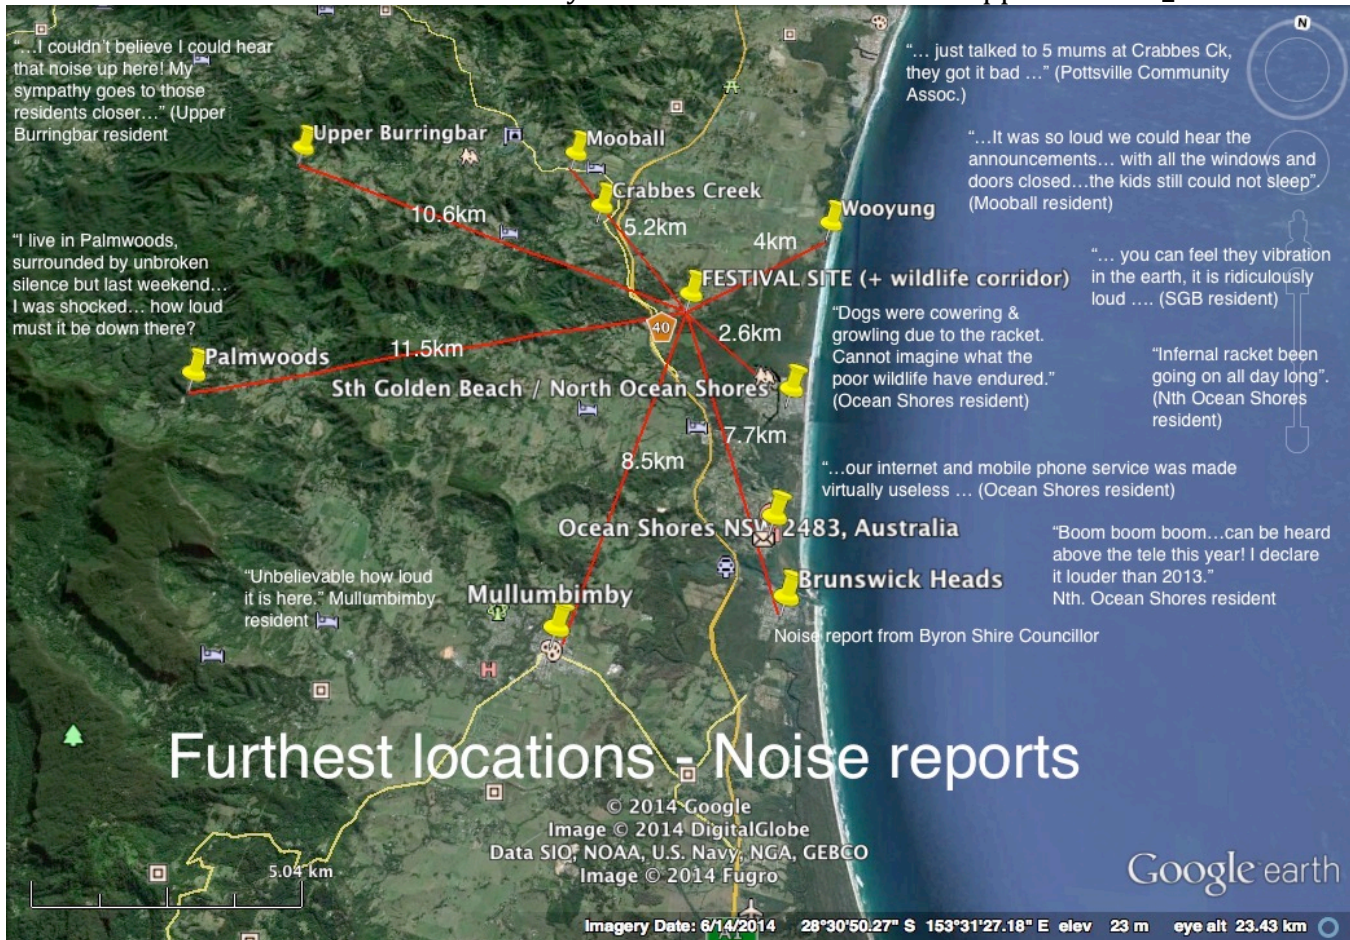 "...I couldn't believe I could hear
that noise up here! My
sympathy goes to those
residents closer..." (Upper
Burringbar resident
"... just talked to 5 mums at Crabbes Ck,
they got it bad ..." (Pottsville Community
Assoc.)
Upper Burringbar
Mooball
"...It was so loud we could hear the
announcements... with all the windows and
doors closed...the kids still could not sleep".
(Mooball resident)
N
Crabbes Creek
Wooyung
10.6km
5.2km
4km
"I live in Palmwoods,
surrounded by unbroken
silence but last weekend...
I was shocked... how loud
must it be down there?
"... you can feel they vibration
in the earth, it is ridiculously
loud .... (SGB resident)
FESTIVAL SITE (+ wildlife corridor)
40
2.6km
"Dogs were cowering &
growling due to the racket.
Cannot imagine what the
poor wildlife have endured."
(Ocean Shores resident)
"Infernal racket been
going on all day long".
(Nth Ocean Shores
resident)
Palmwoods
11.5km
Sth Golden Beach / North Ocean Shores
7.7km
8.5km
"...our internet and mobile phone service was made
virtually useless ... (Ocean Shores resident)
Ocean Shores NSW 2483, Australia
"Boom boom boom...can be heard
above the tele this year! I declare
it louder than 2013."
Nth. Ocean Shores resident
"Unbelievable how loud
it is here." Mullumbimby
resident
Mullumbimby
Brunswick Heads
Noise report from Byron Shire Councillor
H
Furthest locations - Noise reports
© 2014 Google
Image © 2014 DigitalGlobe
Data SIO, NOAA, U.S. Navy, NGA, GEBCO
Image © 2014 Fugro
5.04 km
Google earth
A1
Imagery Date: 6/14/2014 28°30'50.27" S 153°31'27.18" E elev 23 m eye alt 23.43 km